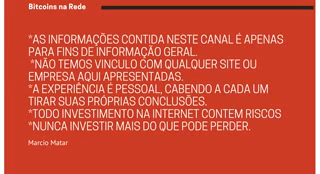 Bitcoins na Rede
*AS INFORMAÇÕES CONTIDA NESTE CANAL É APENAS
PARA FINS DE INFORMAÇÃO GERAL.
*NÃO TEMOS VINCULO COM QUALQUER SITE OU
EMPRESA AQUI APRESENTADAS.
*A EXPERIÊNCIA É PESSOAL, CABENDO A CADA UM
TIRAR SUAS PRÓPRIAS CONCLUSÕES.
*TODO INVESTIMENTO NA INTERNET CONTEM RISCOS
*NUNCA INVESTIR MAIS DO QUE PODE PERDER.
Marcio Matar